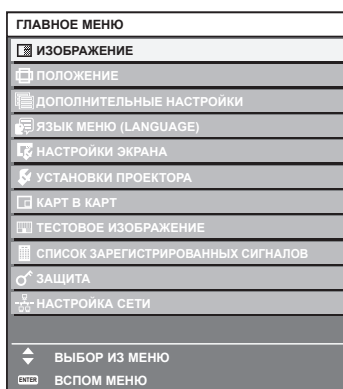 ГЛАВНОЕ МЕНЮ
ИЗОБРАЖЕНИЕ
ПОЛОЖЕНИЕ
ДОПОЛНИТЕЛЬНЫЕ НАСТРОЙКИ
ЯЗЫК МЕНЮ (LANGUAGE)
НАСТРОЙКИ ЭКРАНА
УСТАНОВКИ ПРОЕКТОРА
КАРТ В КАРТ
ТЕСТОВОЕ ИЗОБРАЖЕНИЕ
СПИСОК ЗАРЕГИСТРИРОВАННЫХ СИГНАЛОВ
ЗАЩИТА
НАСТРОЙКА СЕТИ
ВЫБОР ИЗ МЕНЮ
ENTER ВСПОМ МЕНЮ